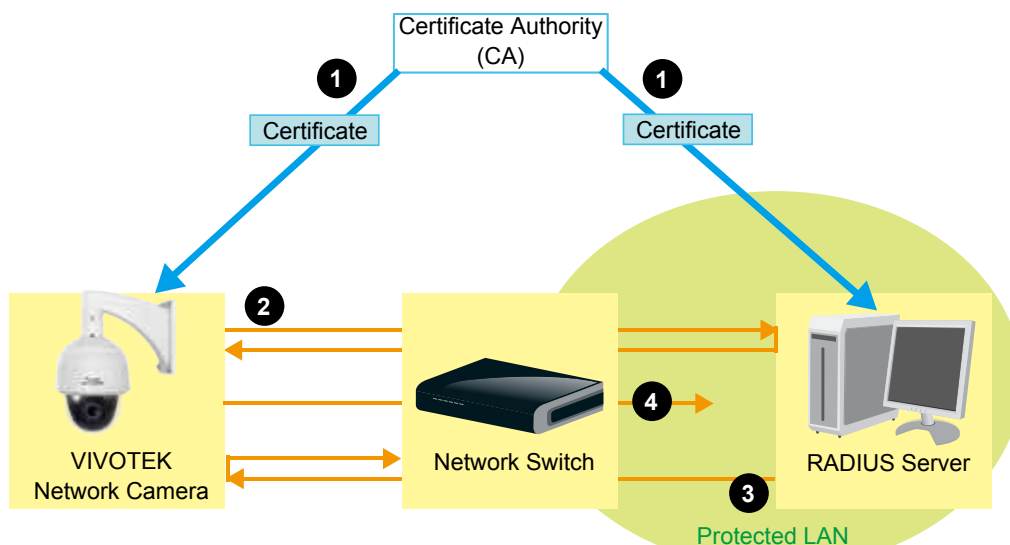 Certificate Authority
(CA)
1
1
Certificate
Certificate
2
4
VIVOTEK
Network Camera
Network Switch
RADIUS Server
3
Protected LAN